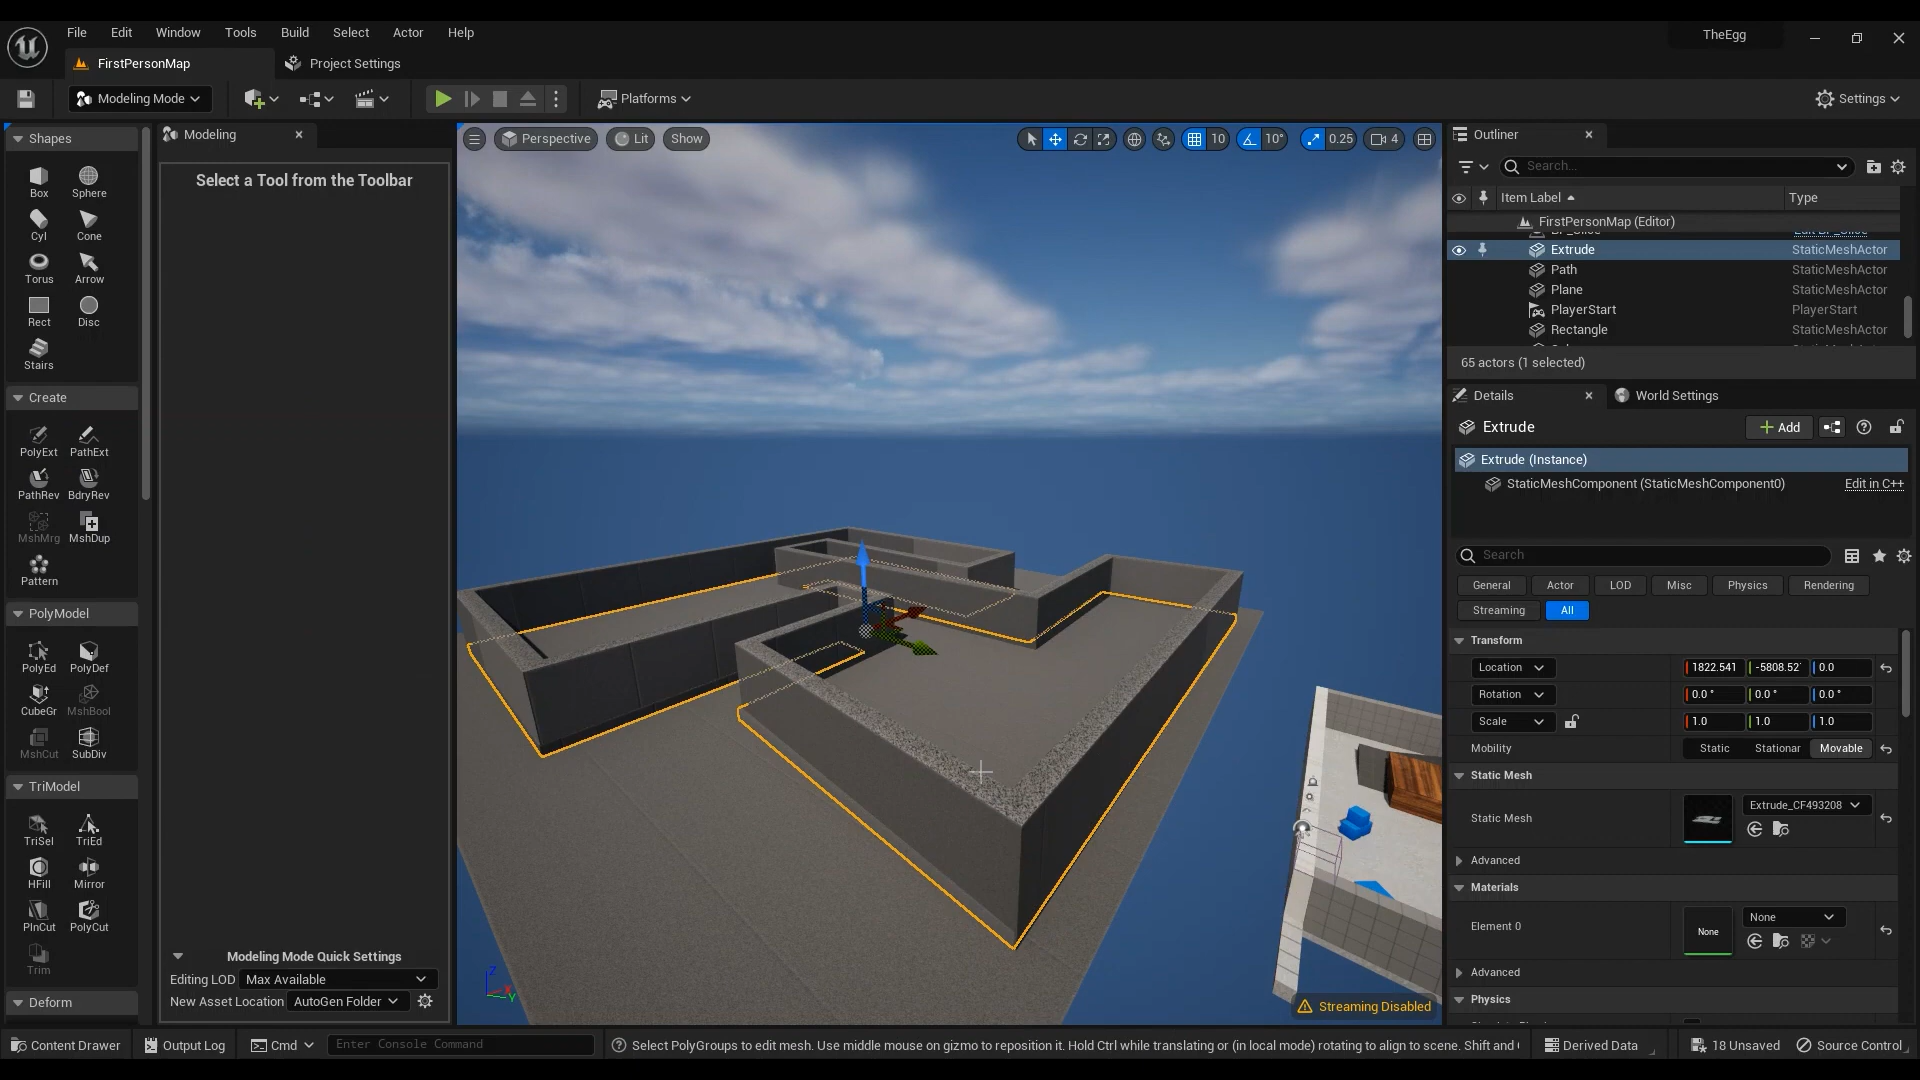 File Edit Window Tools Build Select Actor Help
TheEgg
FirstPersonMap
Project Settings
Modeling Mode
Platforms
Settings
Shapes
Box Sphere
Cyl Cone
Torus Arrow
Rect Disc
Stairs
Create
PolyExt PathExt
PathRev BdryRev
MshMrg MshDup
Pattern
PolyModel
PolyEd PolyDef
CubeGr MshBool
MshCut SubDiv
TriModel
TriSel TriEd
HFill Mirror
PlnCut PolyCut
Trim
Deform
Modeling
Select a Tool from the Toolbar
Modeling Mode Quick Settings
Editing LOD Max Available
New Asset Location AutoGen Folder
Perspective Lit Show
10 10° 0.25 4
Z
X
Y
Streaming Disabled
Outliner
Search...
Item Label Type
FirstPersonMap (Editor)
Extrude StaticMeshActor
Path StaticMeshActor
Plane StaticMeshActor
PlayerStart PlayerStart
Rectangle StaticMeshActor
65 actors (1 selected)
Details World Settings
Extrude
Add
Extrude (Instance)
StaticMeshComponent (StaticMeshComponent0) Edit in C++
Search
General Actor LOD Misc Physics Rendering
Streaming All
Transform
Location 1822.541 -5808.52 0.0
Rotation 0.0 ° 0.0 ° 0.0 °
Scale 1.0 1.0 1.0
Mobility Static Stationar Movable
Static Mesh
Static Mesh Extrude_CF493208
Advanced
Materials
Element 0 None None
Advanced
Physics
Content Drawer Output Log Cmd Enter Console Command
Select PolyGroups to edit mesh. Use middle mouse on gizmo to reposition it. Hold Ctrl while translating or (in local mode) rotating to align to scene. Shift and
Derived Data 18 Unsaved Source Control